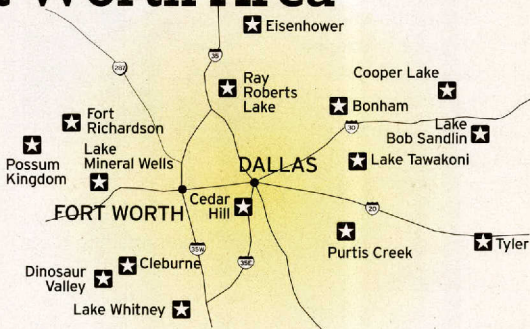 t Worth Area
Eisenhower
35
287
Ray
Roberts
Lake
Cooper Lake
Bonham
Fort
Richardson
30
Lake
Bob Sandlin
Possum
Kingdom
Lake
Mineral Wells
DALLAS
Lake Tawakoni
FORT WORTH
Cedar
Hill
20
Purtis Creek
Tyler
35W
35E
Cleburne
Dinosaur
Valley
Lake Whitney